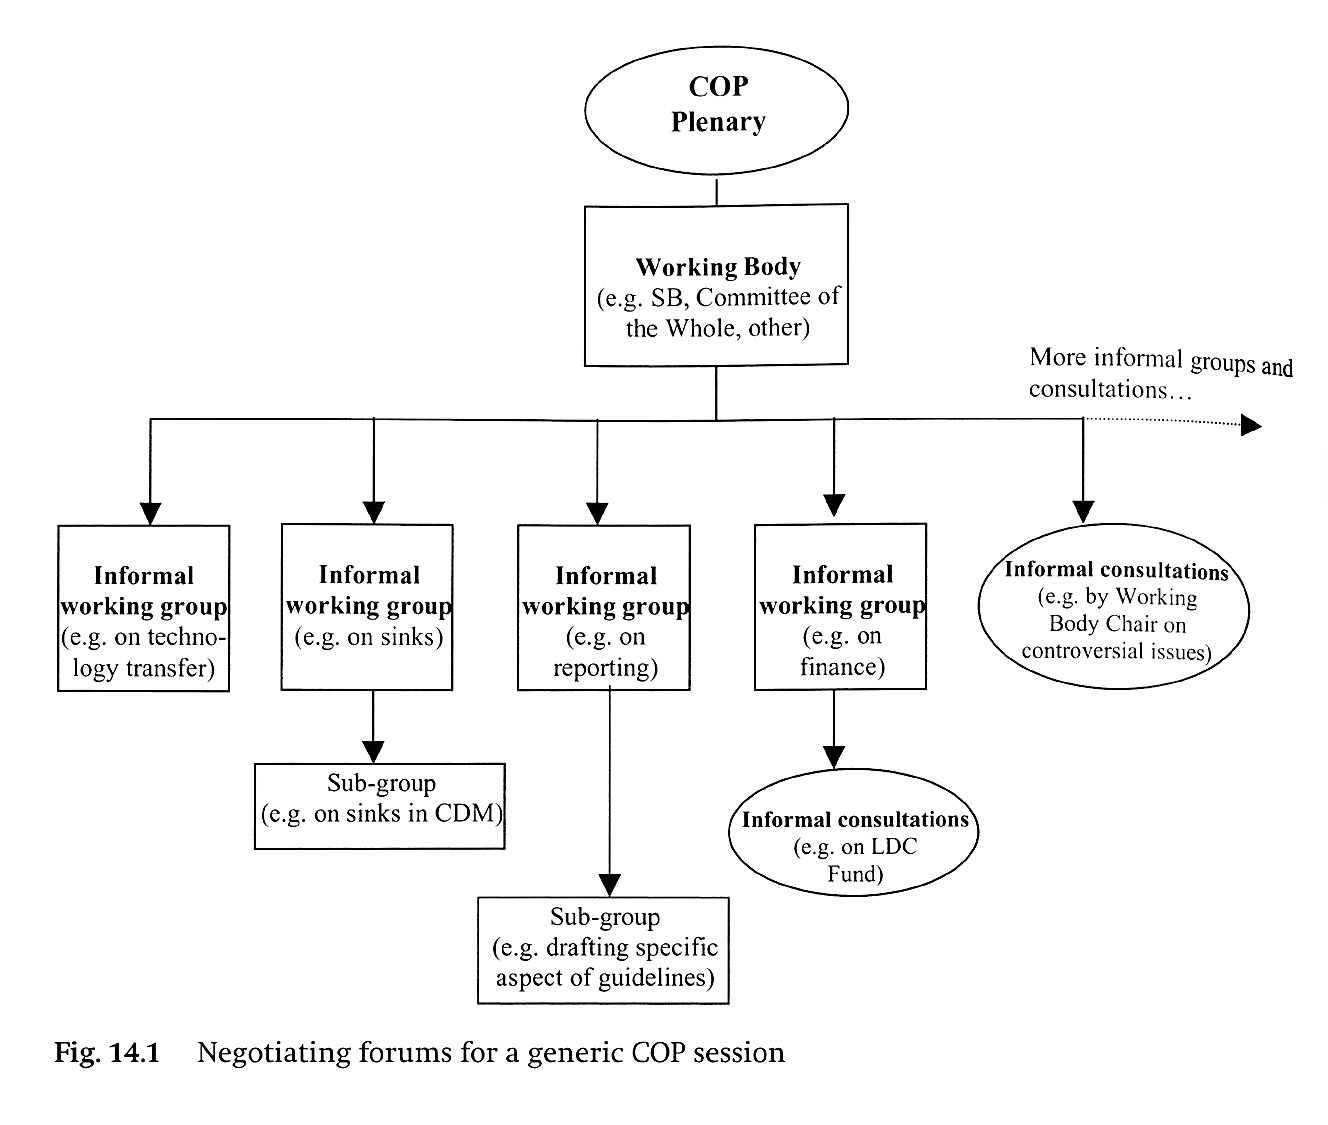 COP
Plenary
Working Body
(e.g. SB, Committee of
the Whole, other)
More informal groups and
consultations...
Informal
working group
(e.g. on techno-
logy transfer)
Informal
working group
(e.g. on sinks)
Informal
working group
(e.g. on
reporting)
Informal
working group
(e.g. on
finance)
Informal consultations
(e.g. by Working
Body Chair on
controversial issues)
Sub-group
(e.g. on sinks in CDM)
Informal consultations
(e.g. on LDC
Fund)
Sub-group
(e.g. drafting specific
aspect of guidelines)
Fig. 14.1 Negotiating forums for a generic COP session